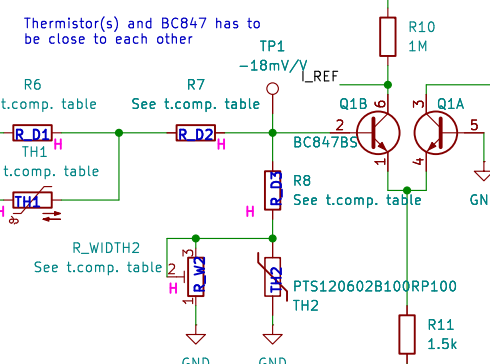 Thermistor(s) and BC847 has to
be close to each other
R10
1M
TP1
-18mV/V
I_REF
R6
t.comp. table
R7
See t.comp. table
Q1B
6
3
Q1A
R_D1
H
R_D2
H
2
5
BC847BS
TH1
t.comp. table
1
4
TH1
H
R_D3
R8
See t.comp. table
H
GN
R_WIDTH2
See t.comp. table
3
2
R_W2
H
1
TH2
PTS120602B100RP100
TH2
R11
1.5k
GND
GND